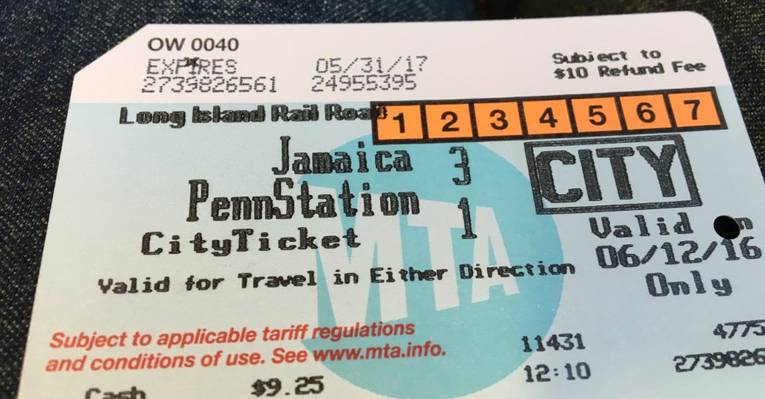 OW 0040
EXPIRES 05/31/17
2739826561 24955395
Subject to
$10 Refund Fee
Long Island Rail Road
1 2 3 4 5 6 7
Jamaica 3
PennStation 1
CityTicket
CITY
Valid on
06/12/16
Only
Valid for Travel in Either Direction
MTA
Subject to applicable tariff regulations
and conditions of use. See www.mta.info.
11431 4775
12:10 2739826
Cash $9.25